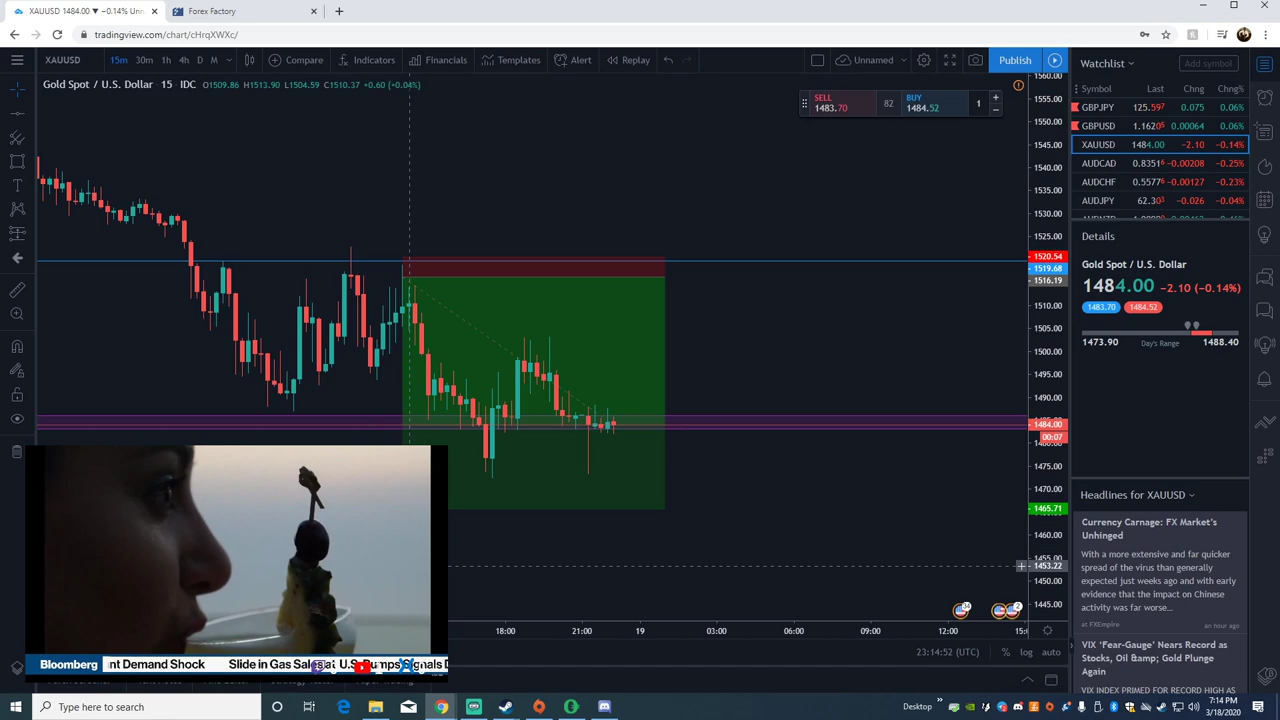 XAUUSD 1484.00 ▼ −0.14% Unn
Forex Factory
tradingview.com/chart/cHrqXWXc/
XAUUSD 15m 30m 1h 4h D W M Compare Indicators Financials Templates Alert Replay Unnamed Publish
Gold Spot / U.S. Dollar · 15 · IDC O1509.86 H1513.90 L1504.59 C1510.37 +0.60 (+0.04%)
SELL
1483.70
82
BUY
1484.52
1
1560.00
1555.00
1550.00
1545.00
1540.00
1535.00
1530.00
1525.00
1520.54
1519.68
1516.19
1510.00
1505.00
1500.00
1495.00
1490.00
1484.00
00:07
1480.00
1475.00
1470.00
1465.71
1460.00
1455.00
1453.22
1450.00
1445.00
18:00 21:00 19 03:00 06:00 09:00 12:00 15:
23:14:52 (UTC) % log auto
Watchlist
Add symbol
Symbol Last Chng Chng%
GBPJPY 125.597 0.075 0.06%
GBPUSD 1.16205 0.00064 0.06%
XAUUSD 1484.00 −2.10 −0.14%
AUDCAD 0.83516 −0.00208 −0.25%
AUDCHF 0.55776 −0.00127 −0.23%
AUDJPY 62.303 −0.026 −0.04%
Details
Gold Spot / U.S. Dollar
1484.00 −2.10 (−0.14%)
1483.70 1484.52
1473.90 Day's Range 1488.40
Headlines for XAUUSD
Currency Carnage: FX Market's
Unhinged
With a more extensive and far quicker
spread of the virus than generally
expected just weeks ago and with early
evidence that the impact on Chinese
activity was far worse...
at FXEmpire an hour ago
VIX ‘Fear-Gauge’ Nears Record as
Stocks, Oil &amp; Gold Plunge
Again
VIX INDEX PRIMED FOR RECORD HIGH AS
Bloomberg nt Demand Shock Slide in Gas Sales
Type here to search
Desktop
7:14 PM
3/18/2020